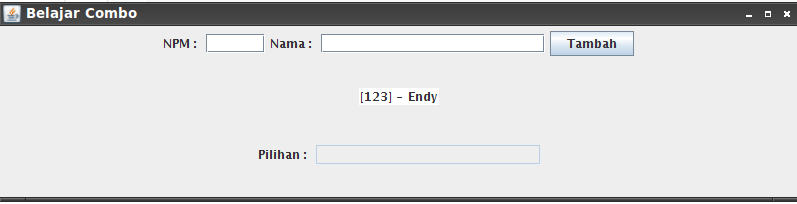 Belajar Combo
NPM : Nama : Tambah
[123] - Endy
Pilihan :